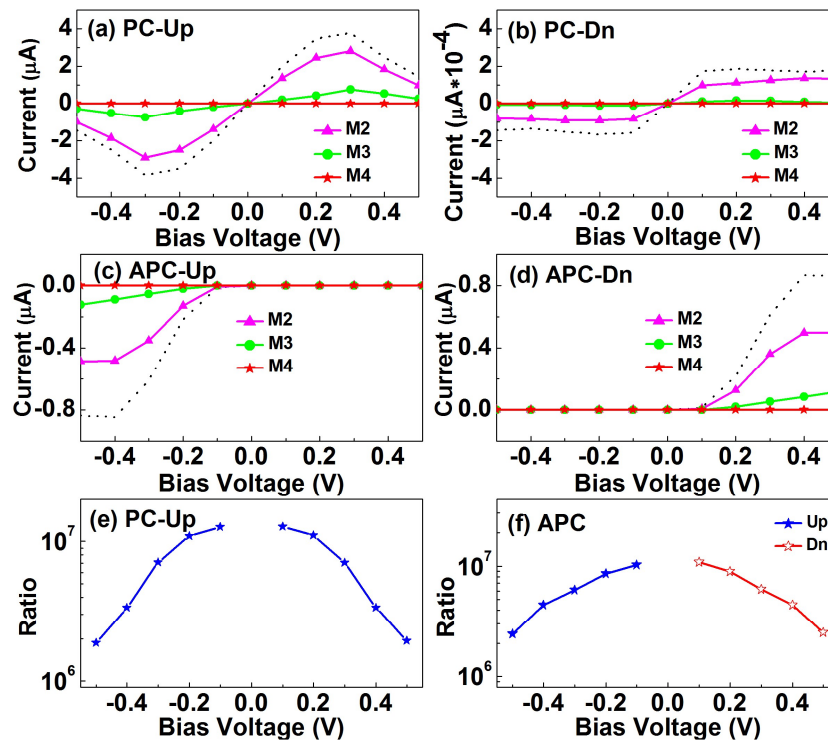 (a) PC-Up
Current (μA)
4
2
0
-2
-4
M2
M3
M4
-0.4 -0.2 0.0 0.2 0.4
Bias Voltage (V)
(b) PC-Dn
Current (μA*10-4)
4
2
0
-2
-4
M2
M3
M4
-0.4 -0.2 0.0 0.2 0.4
Bias Voltage (V)
(c) APC-Up
Current (μA)
0.0
-0.4
-0.8
M2
M3
M4
-0.4 -0.2 0.0 0.2 0.4
Bias Voltage (V)
(d) APC-Dn
Current (μA)
0.8
0.4
0.0
M2
M3
M4
-0.4 -0.2 0.0 0.2 0.4
Bias Voltage (V)
(e) PC-Up
Ratio
10^7
10^6
-0.4 -0.2 0.0 0.2 0.4
Bias Voltage (V)
(f) APC
Up
Dn
Ratio
10^7
10^6
-0.4 -0.2 0.0 0.2 0.4
Bias Voltage (V)